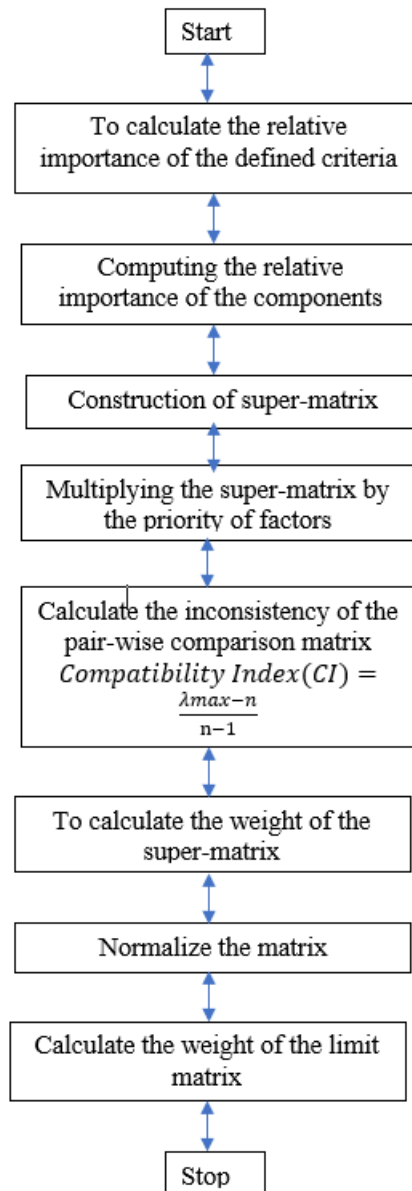 Start
To calculate the relative
importance of the defined criteria
Computing the relative
importance of the components
Construction of super-matrix
Multiplying the super-matrix by
the priority of factors
Calculate the inconsistency of the
pair-wise comparison matrix
Compatibility Index(CI) =
λmax−n
n−1
To calculate the weight of the
super-matrix
Normalize the matrix
Calculate the weight of the limit
matrix
Stop